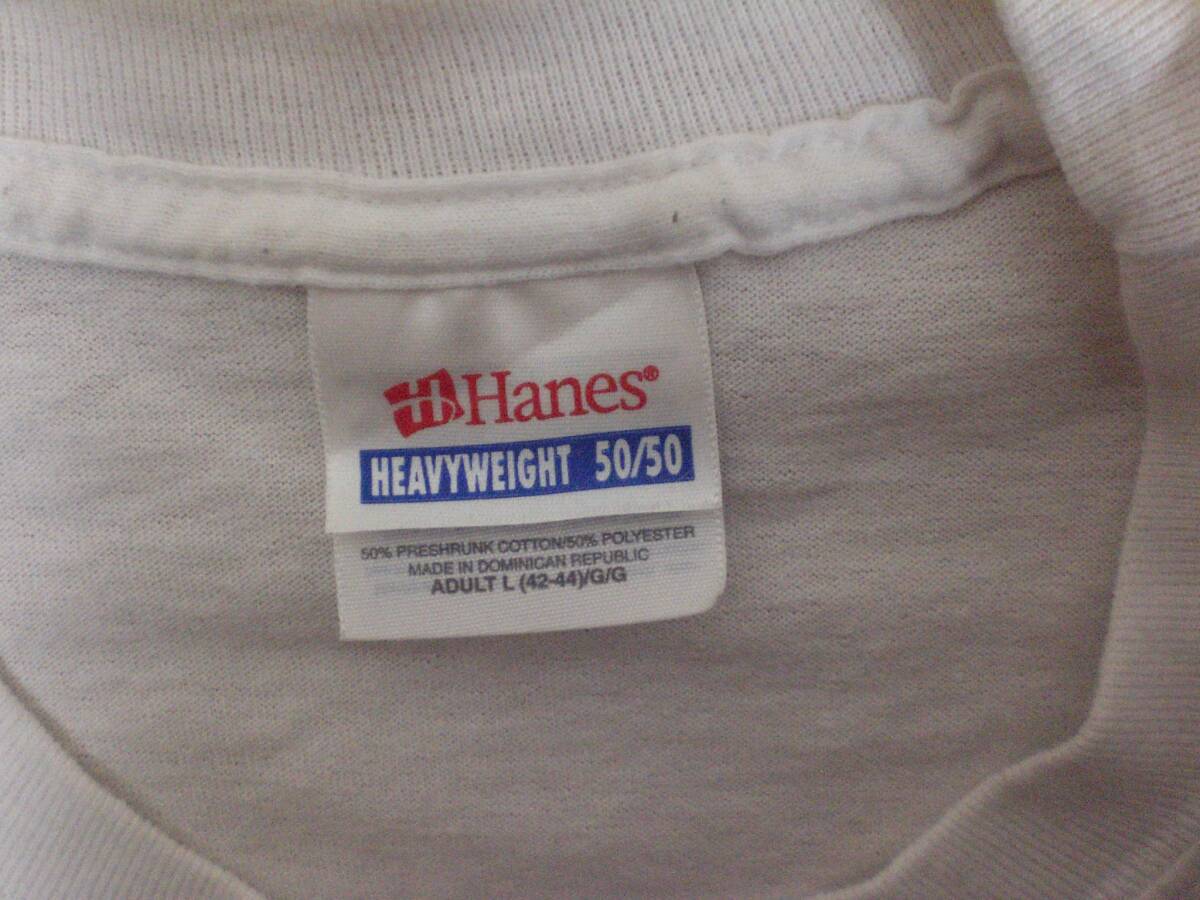 Hanes®
HEAVYWEIGHT 50/50
50% PRESHRUNK COTTON/50% POLYESTER
MADE IN DOMINICAN REPUBLIC
ADULT L (42-44)/G/G